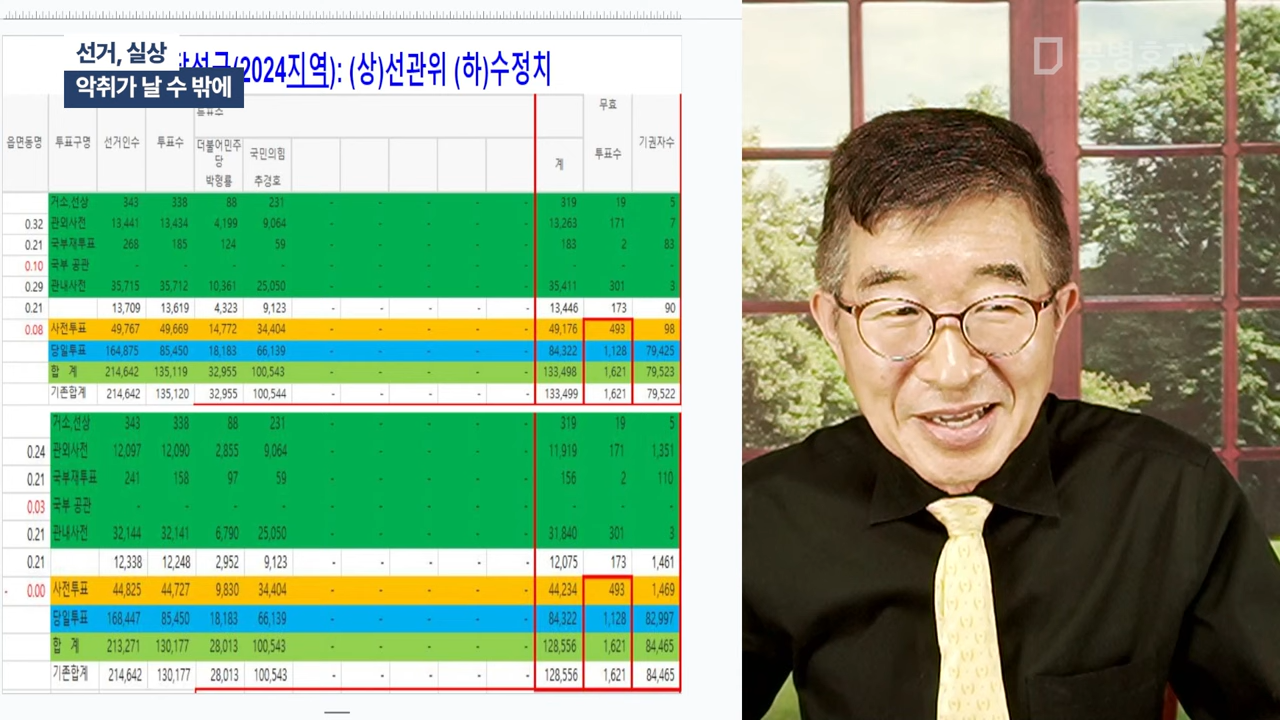 선거, 실상
악취가 날 수 밖에
(2024지역): (상)선관위 (하)수정치
공병호TV
읍면동명 투표구명 선거인수 투표수 더불어민주당 박형룡 국민의힘 추경호 계 무효 투표수 기권자수
거소,선상 343 338 88 231 - - - - - 319 19 5
0.32 관외사전 13,441 13,434 4,199 9,064 - - - - - 13,263 171 7
0.21 국부재투표 268 185 124 59 - - - - - 183 2 83
0.10 국부 공관 - - - - - - - - - - - -
0.29 관내사전 35,715 35,712 10,361 25,050 - - - - - 35,411 301 3
0.21 13,709 13,619 4,323 9,123 - - - - - 13,446 173 90
0.08 사전투표 49,767 49,669 14,772 34,404 - - - - - 49,176 493 98
당일투표 164,875 85,450 18,183 66,139 - - - - - 84,322 1,128 79,425
합 계 214,642 135,119 32,955 100,543 - - - - - 133,498 1,621 79,523
기존합계 214,642 135,120 32,955 100,544 - - - - - 133,499 1,621 79,522
거소,선상 343 338 88 231 - - - - - 319 19 5
0.24 관외사전 12,097 12,090 2,855 9,064 - - - - - 11,919 171 1,351
0.21 국부재투표 241 158 97 59 - - - - - 156 2 110
0.03 국부 공관 - - - - - - - - - - - -
0.21 관내사전 32,144 32,141 6,790 25,050 - - - - - 31,840 301 3
0.21 12,338 12,248 2,952 9,123 - - - - - 12,075 173 1,461
- 0.00 사전투표 44,825 44,727 9,830 34,404 - - - - - 44,234 493 1,469
당일투표 168,447 85,450 18,183 66,139 - - - - - 84,322 1,128 82,997
합 계 213,271 130,177 28,013 100,543 - - - - - 128,556 1,621 84,465
기존합계 214,642 130,177 28,013 100,543 - - - - - 128,556 1,621 84,465